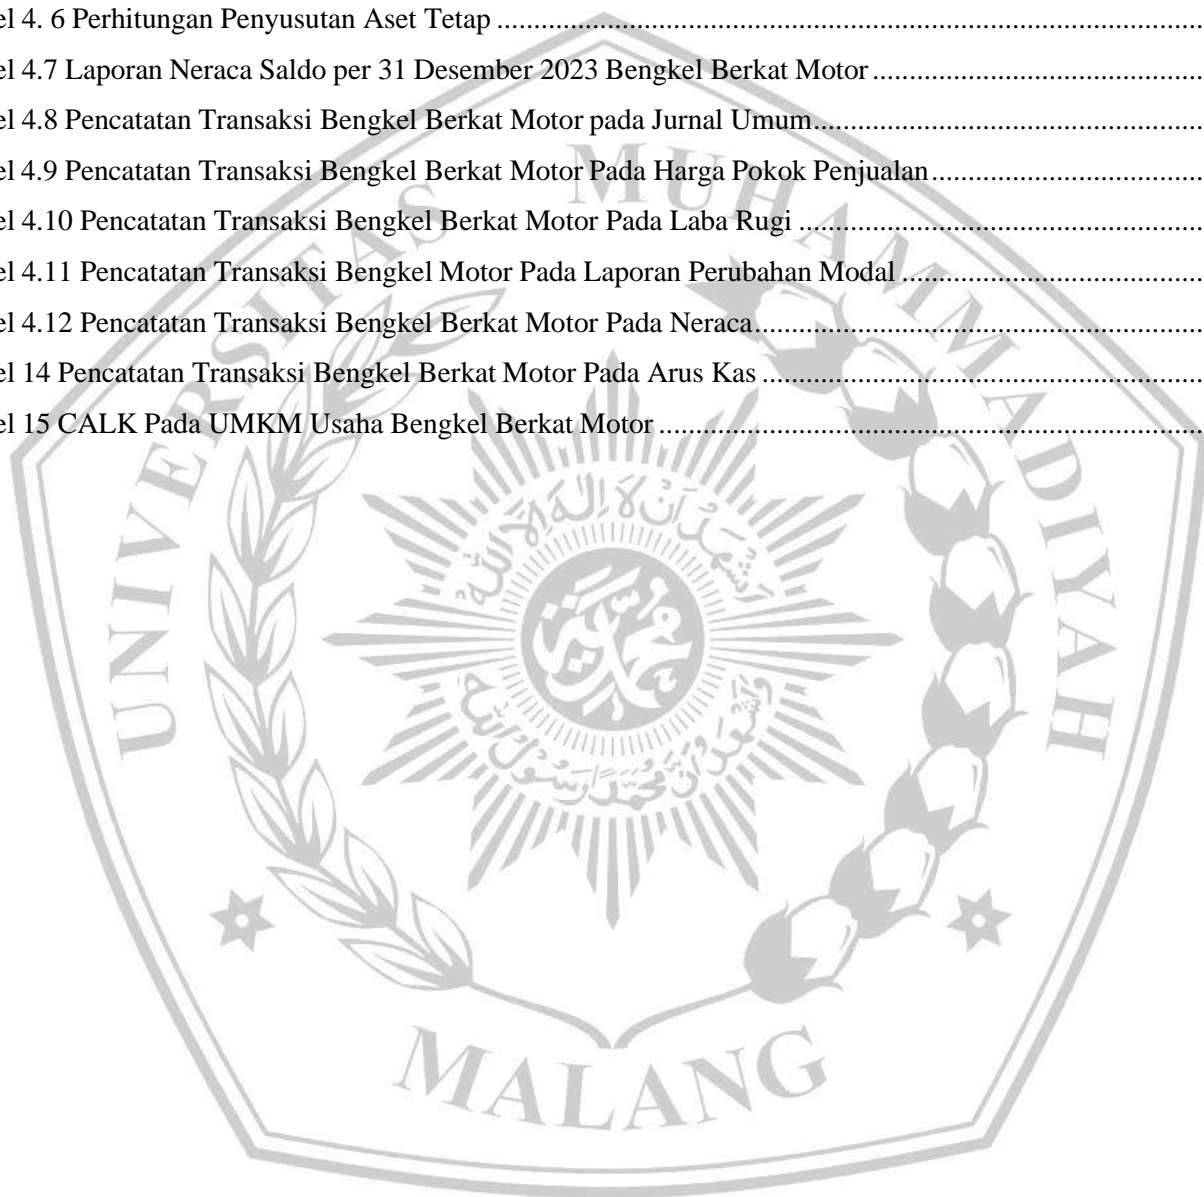 el 4. 6 Perhitungan Penyusutan Aset Tetap ........................................................................
el 4.7 Laporan Neraca Saldo per 31 Desember 2023 Bengkel Berkat Motor ........................................................................
el 4.8 Pencatatan Transaksi Bengkel Berkat Motor pada Jurnal Umum ........................................................................
el 4.9 Pencatatan Transaksi Bengkel Berkat Motor Pada Harga Pokok Penjualan ........................................................................
el 4.10 Pencatatan Transaksi Bengkel Berkat Motor Pada Laba Rugi ........................................................................
el 4.11 Pencatatan Transaksi Bengkel Motor Pada Laporan Perubahan Modal ........................................................................
el 4.12 Pencatatan Transaksi Bengkel Berkat Motor Pada Neraca ........................................................................
el 14 Pencatatan Transaksi Bengkel Berkat Motor Pada Arus Kas ........................................................................
el 15 CALK Pada UMKM Usaha Bengkel Berkat Motor ........................................................................
UNIVERSITAS MUHAMMADIYAH
MALANG